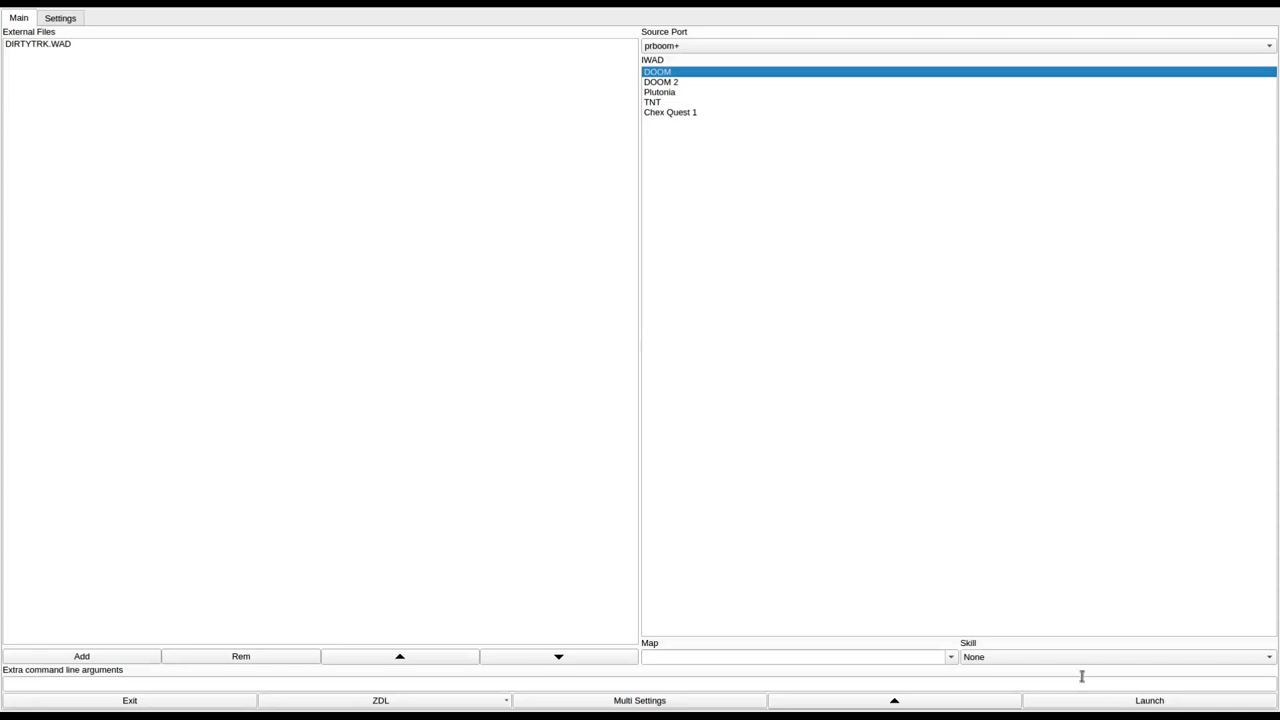 Main
Settings
External Files
DIRTYTRK.WAD
Source Port
prboom+
IWAD
DOOM
DOOM 2
Plutonia
TNT
Chex Quest 1
Map
Skill
None
Add
Rem
Extra command line arguments
Exit
ZDL
Multi Settings
Launch